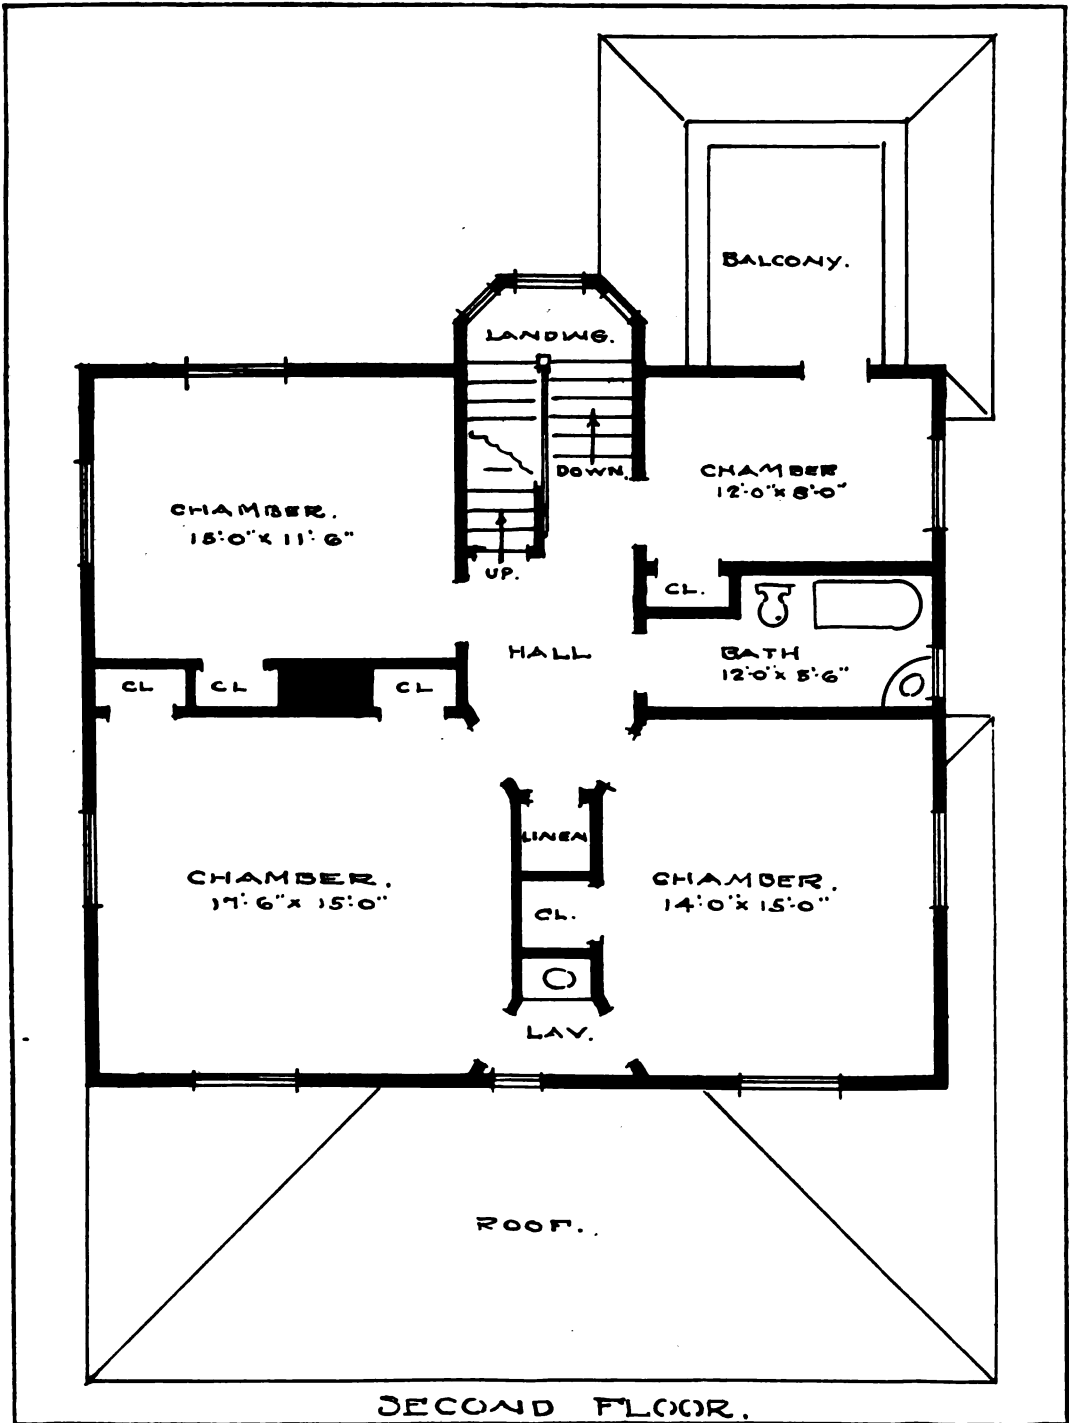 BALCONY.
LANDING.
DOWN.
CHAMBER
12'-0" x 8'-0"
CHAMBER.
15'-0" x 11'-6"
UP.
CL.
HALL
BATH
12'-0" x 5'-6"
CL
CL
CL
LINEN
CHAMBER.
17'-6" x 15'-0"
CHAMBER.
14'-0" x 15'-0"
CL.
LAV.
ROOF.
SECOND FLOOR.